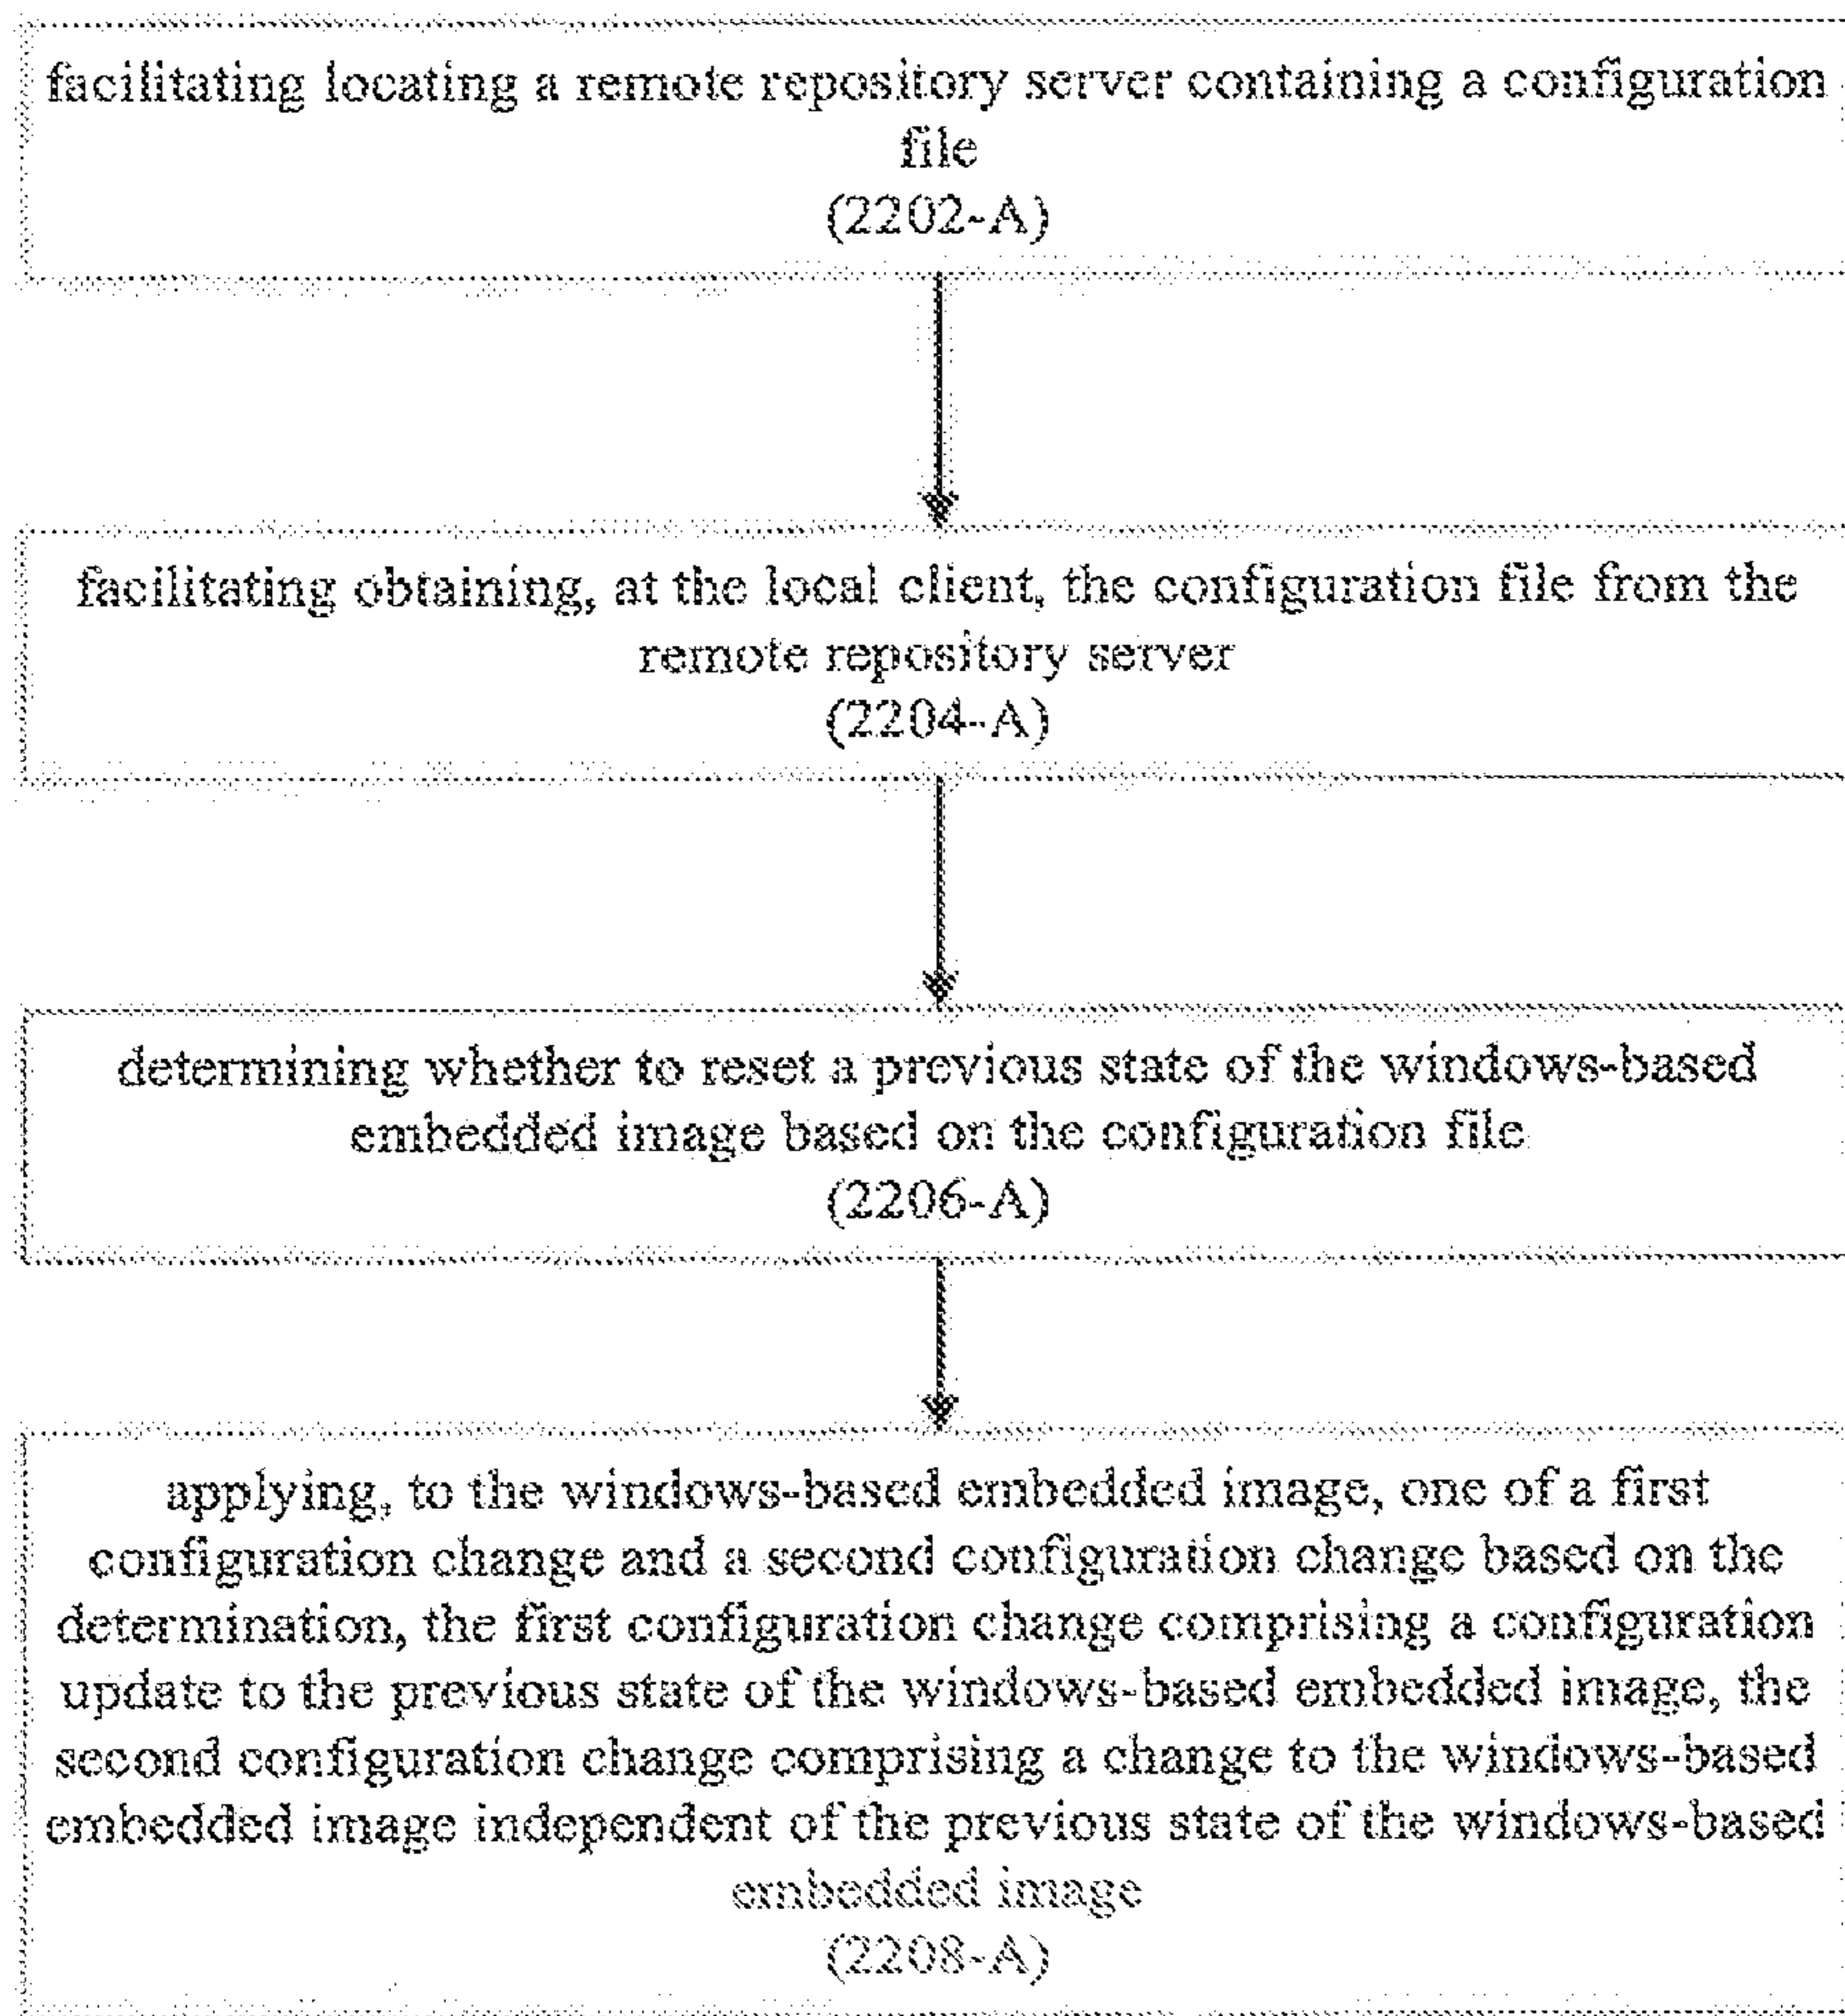 facilitating locating a remote repository server containing a configuration
file
(2202-A)
facilitating obtaining, at the local client, the configuration file from the
remote repository server
(2204-A)
determining whether to reset a previous state of the windows-based
embedded image based on the configuration file
(2206-A)
applying, to the windows-based embedded image, one of a first
configuration change and a second configuration change based on the
determination, the first configuration change comprising a configuration
update to the previous state of the windows-based embedded image, the
second configuration change comprising a change to the windows-based
embedded image independent of the previous state of the windows-based
embedded image
(2208-A)